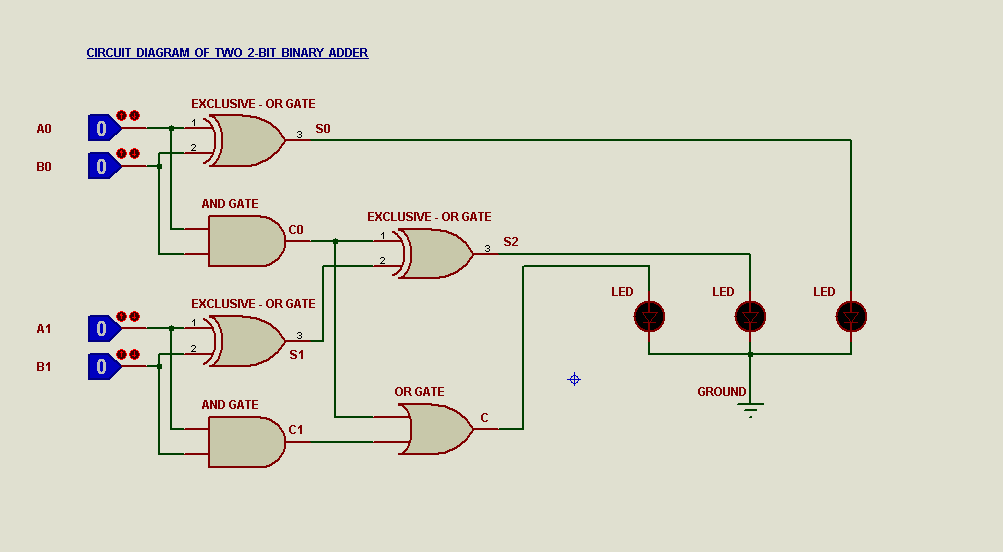 CIRCUIT DIAGRAM OF TWO 2-BIT BINARY ADDER
EXCLUSIVE - OR GATE
A0 0 1 3 S0
B0 0 2
AND GATE
C0
EXCLUSIVE - OR GATE
1 3 S2
2
EXCLUSIVE - OR GATE
A1 0 1 3
S1
B1 0 2
AND GATE
C1
OR GATE
C
LED LED LED
GROUND